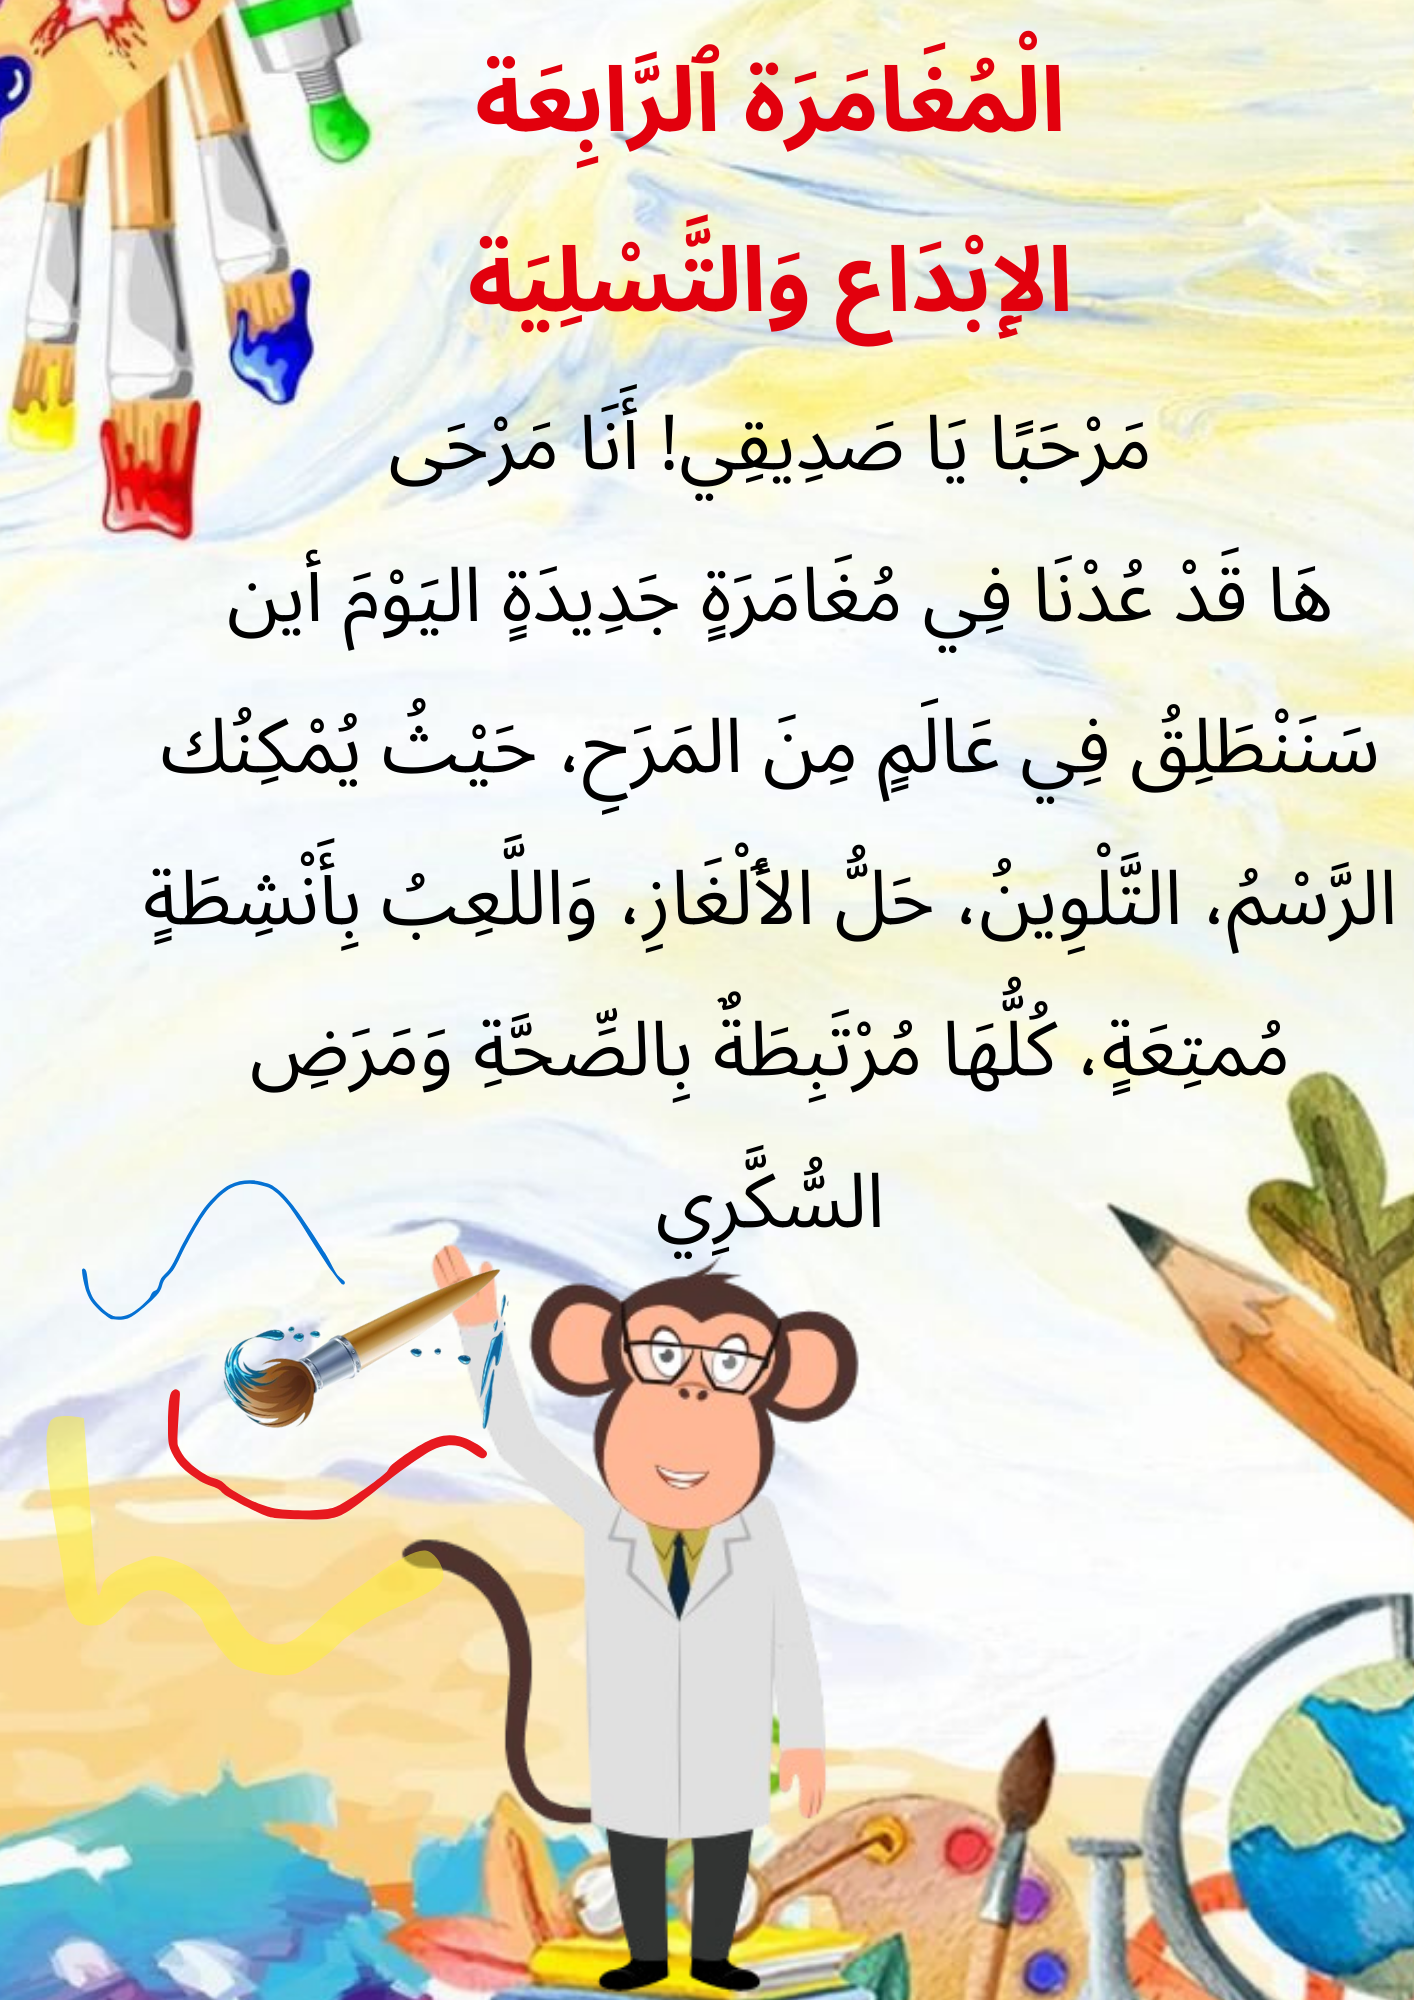 الْمُغَامَرَة ٱلرَّابِعَة
الإِبْدَاع وَالتَّسْلِيَة
مَرْحَبًا يَا صَدِيقِي! أَنَا مَرْحَى
هَا قَدْ عُدْنَا فِي مُغَامَرَةٍ جَدِيدَةٍ اليَوْمَ أين
سَنَنْطَلِقُ فِي عَالَمٍ مِنَ المَرَحِ، حَيْثُ يُمْكِنُك
الرَّسْمُ، التَّلْوِينُ، حَلُّ الأَلْغَازِ، وَاللَّعِبُ بِأَنْشِطَةٍ
مُمتِعَةٍ، كُلُّهَا مُرْتَبِطَةٌ بِالصِّحَّةِ وَمَرَضِ
السُّكَّرِي